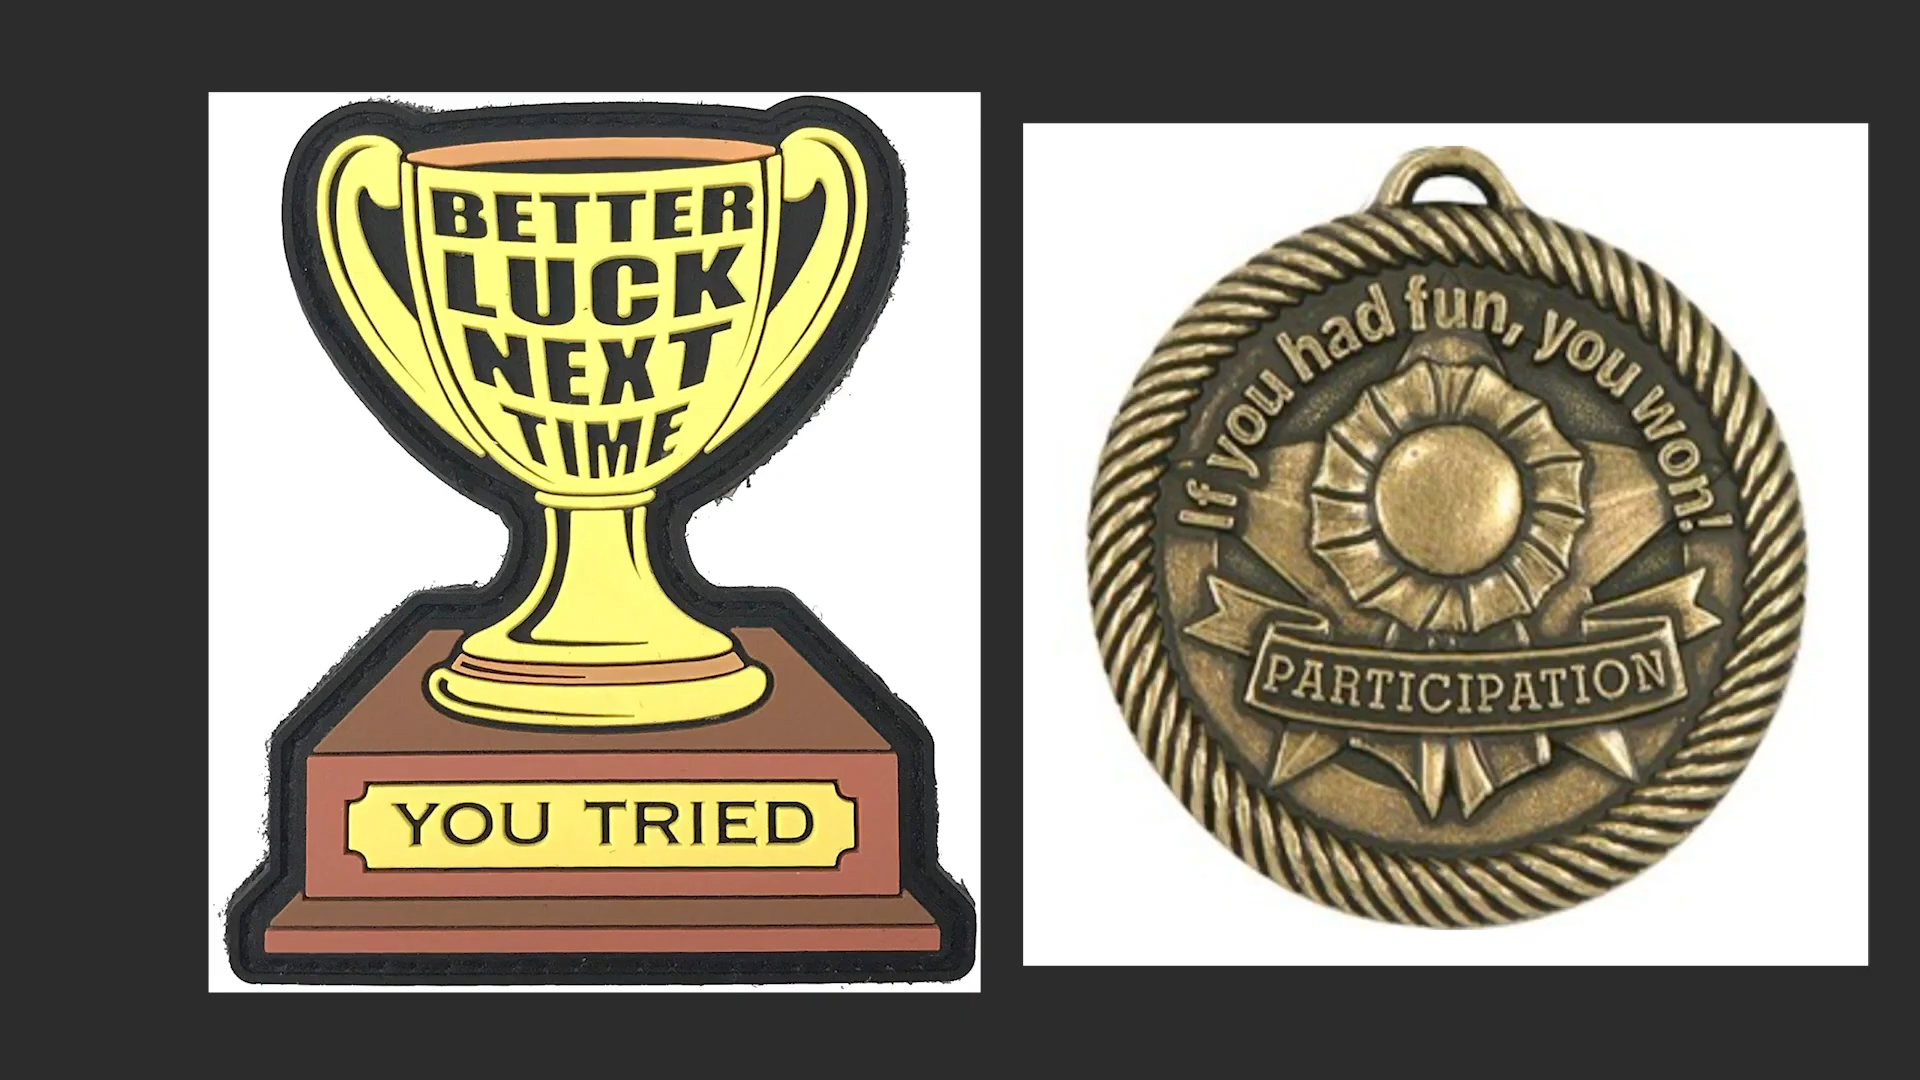 BETTER
LUCK
NEXT
TIME
YOU TRIED
If you had fun, you won!
PARTICIPATION